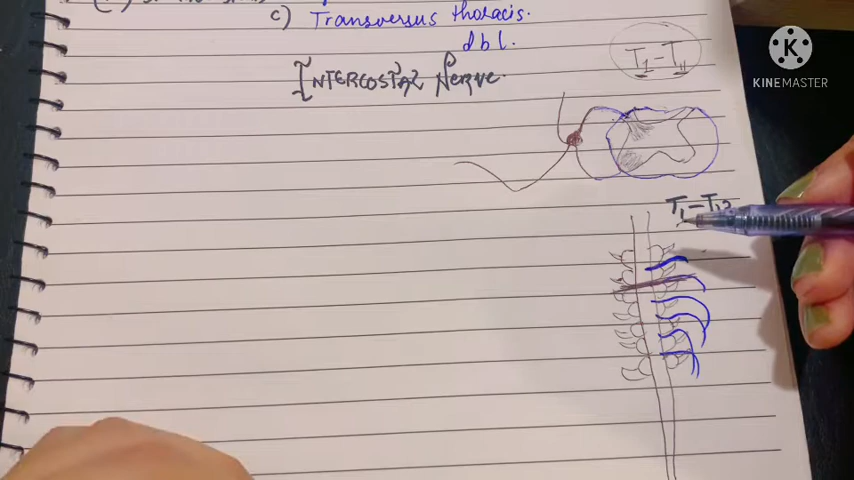 c) Transversus thoracis.
dbl.
T1-T11
INTERCOSTAL Nerve.
K
KINEMASTER
T1-T12